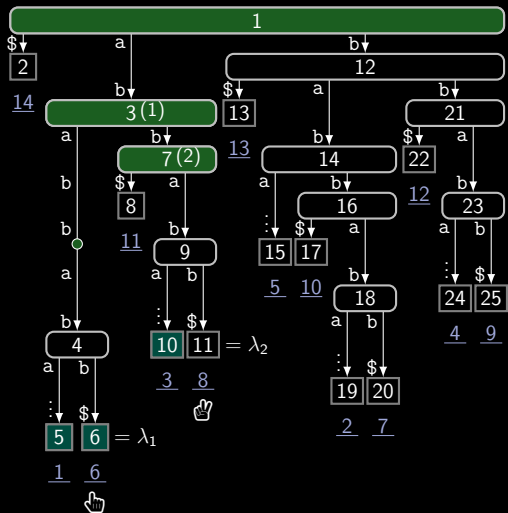 1
$ a b
2 12
14 b $ a b
3 (1) 13 21
a b 13 $ a
7 (2) 14 22
b $ a b 12 b
8 16 23
b 11 ⋮ $ a ⋮ a b $
9 15 17
a a b 5 10 b 24 25
⋮ $ 18 4 9
b 10 11 = λ2 a b
4 3 8 ⋮ $
a b 19 20
⋮ $ 2 7
5 6 = λ1
1 6